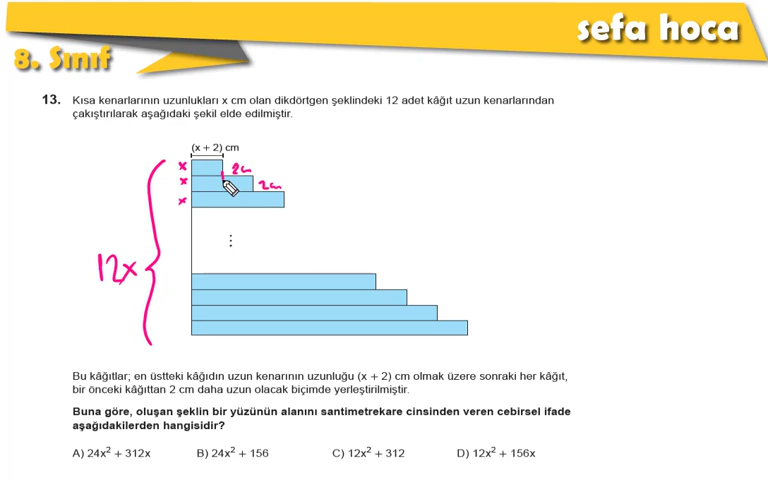 sefa hoca
8. Sınıf
13. Kısa kenarlarının uzunlukları x cm olan dikdörtgen şeklindeki 12 adet kâğıt uzun kenarlarından
çakıştırılarak aşağıdaki şekil elde edilmiştir.
(x + 2) cm
x 2cm
x 2cm
x
12x
Bu kâğıtlar; en üstteki kâğıdın uzun kenarının uzunluğu (x + 2) cm olmak üzere sonraki her kâğıt,
bir önceki kâğıttan 2 cm daha uzun olacak biçimde yerleştirilmiştir.
Buna göre, oluşan şeklin bir yüzünün alanını santimetrekare cinsinden veren cebirsel ifade
aşağıdakilerden hangisidir?
A) 24x² + 312x B) 24x² + 156 C) 12x² + 312 D) 12x² + 156x